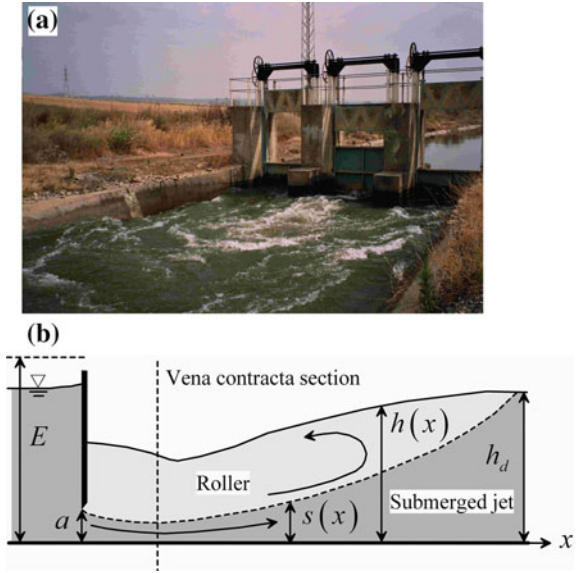 (a)
(b)
Vena contracta section
E
h(x)
Roller
h_d
Submerged jet
a
s(x)
x